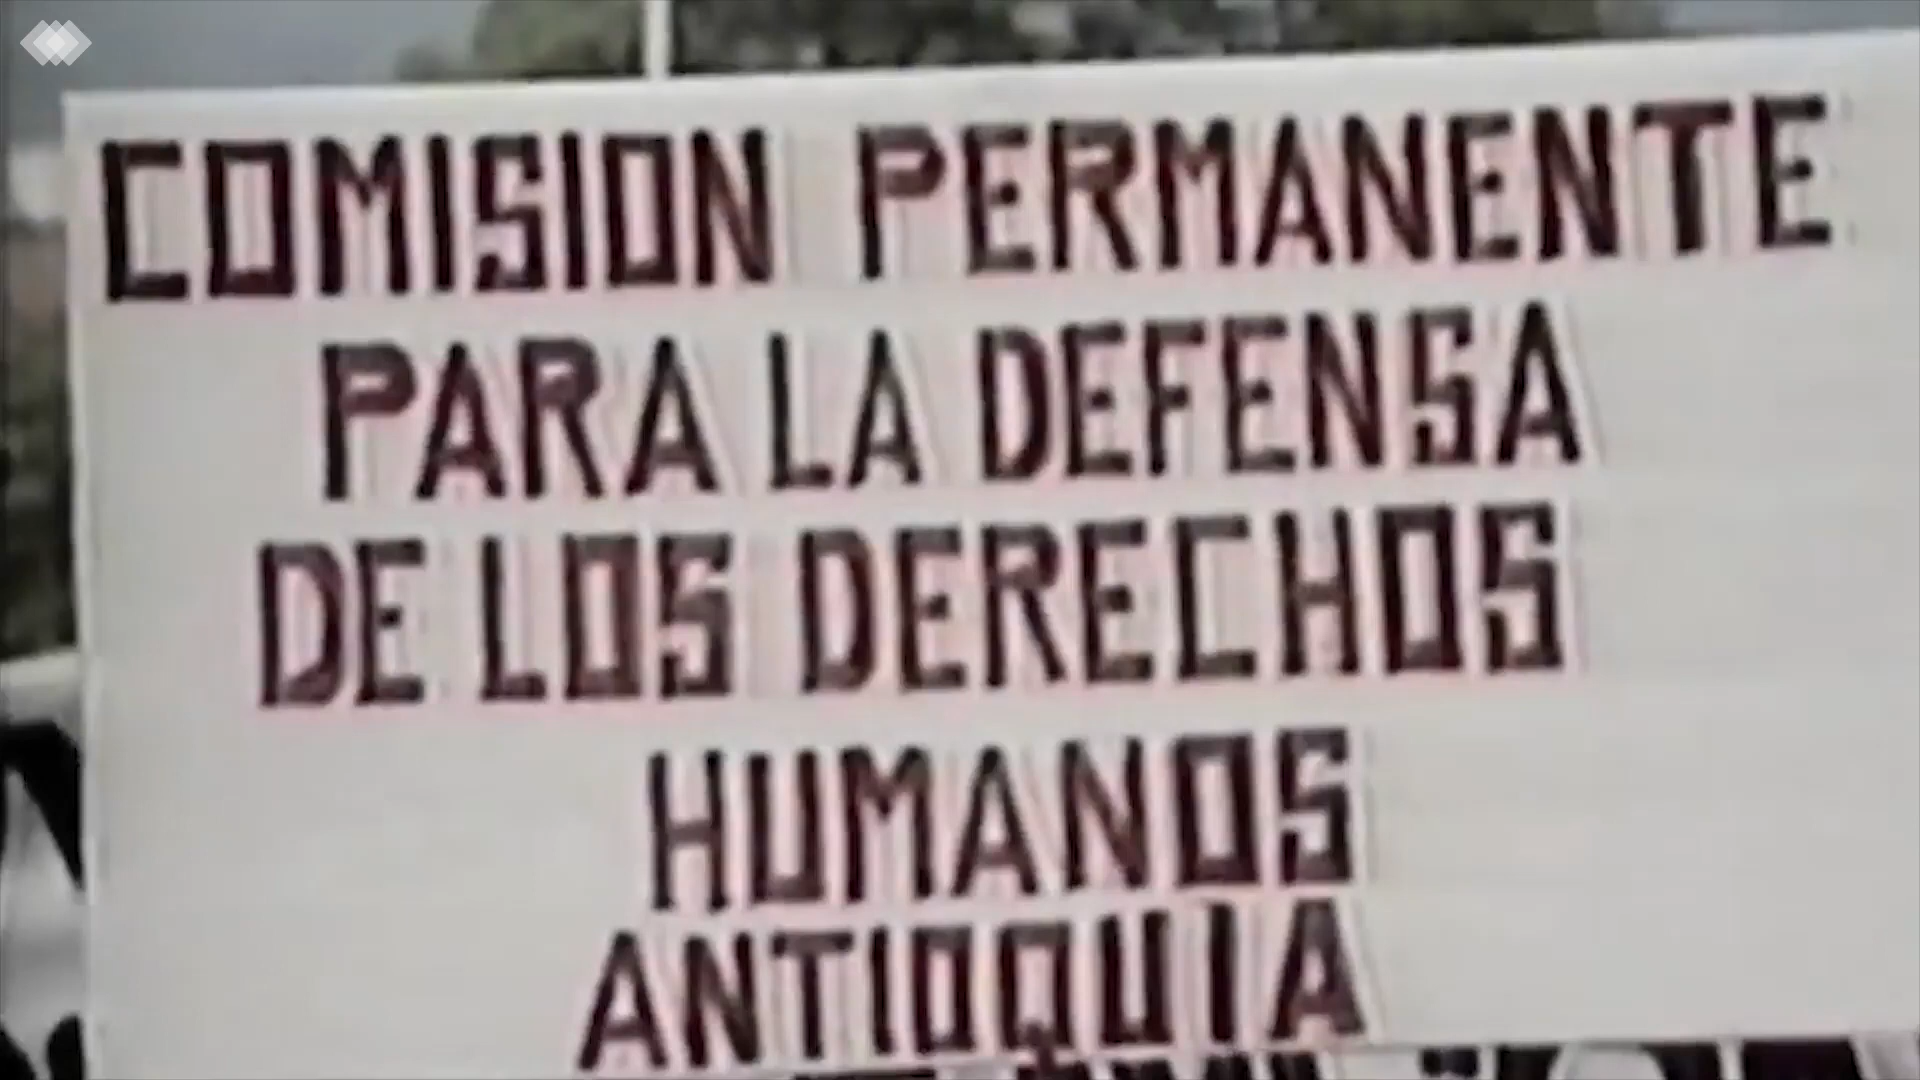 COMISION PERMANENTE
PARA LA DEFENSA
DE LOS DERECHOS
HUMANOS
ANTIOQUIA